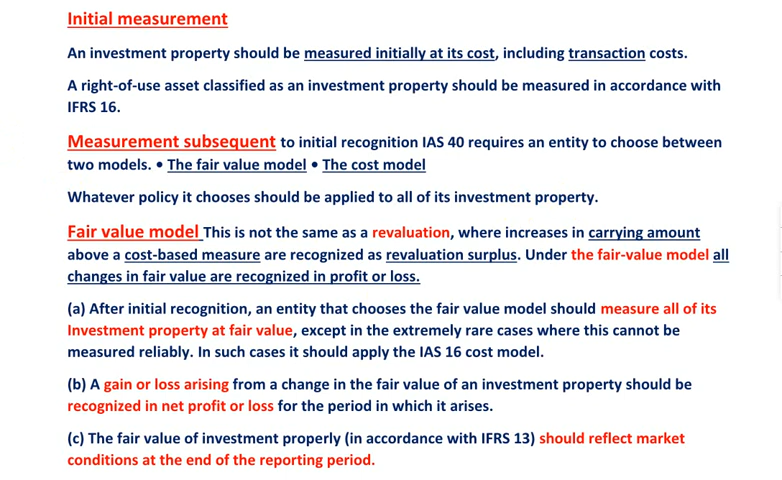 Initial measurement
An investment property should be measured initially at its cost, including transaction costs.
A right-of-use asset classified as an investment property should be measured in accordance with
IFRS 16.
Measurement subsequent to initial recognition IAS 40 requires an entity to choose between
two models. • The fair value model • The cost model
Whatever policy it chooses should be applied to all of its investment property.
Fair value model This is not the same as a revaluation, where increases in carrying amount
above a cost-based measure are recognized as revaluation surplus. Under the fair-value model all
changes in fair value are recognized in profit or loss.
(a) After initial recognition, an entity that chooses the fair value model should measure all of its
Investment property at fair value, except in the extremely rare cases where this cannot be
measured reliably. In such cases it should apply the IAS 16 cost model.
(b) A gain or loss arising from a change in the fair value of an investment property should be
recognized in net profit or loss for the period in which it arises.
(c) The fair value of investment properly (in accordance with IFRS 13) should reflect market
conditions at the end of the reporting period.